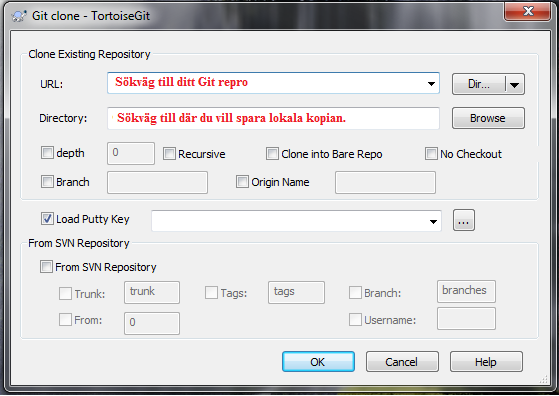 Git clone - TortoiseGit
Clone Existing Repository
URL: Sökväg till ditt Git repro Dir...
Directory: Sökväg till där du vill spara lokala kopian. Browse
depth 0 Recursive Clone into Bare Repo No Checkout
Branch Origin Name
Load Putty Key ...
From SVN Repository
From SVN Repository
Trunk: trunk Tags: tags Branch: branches
From: 0 Username:
OK Cancel Help